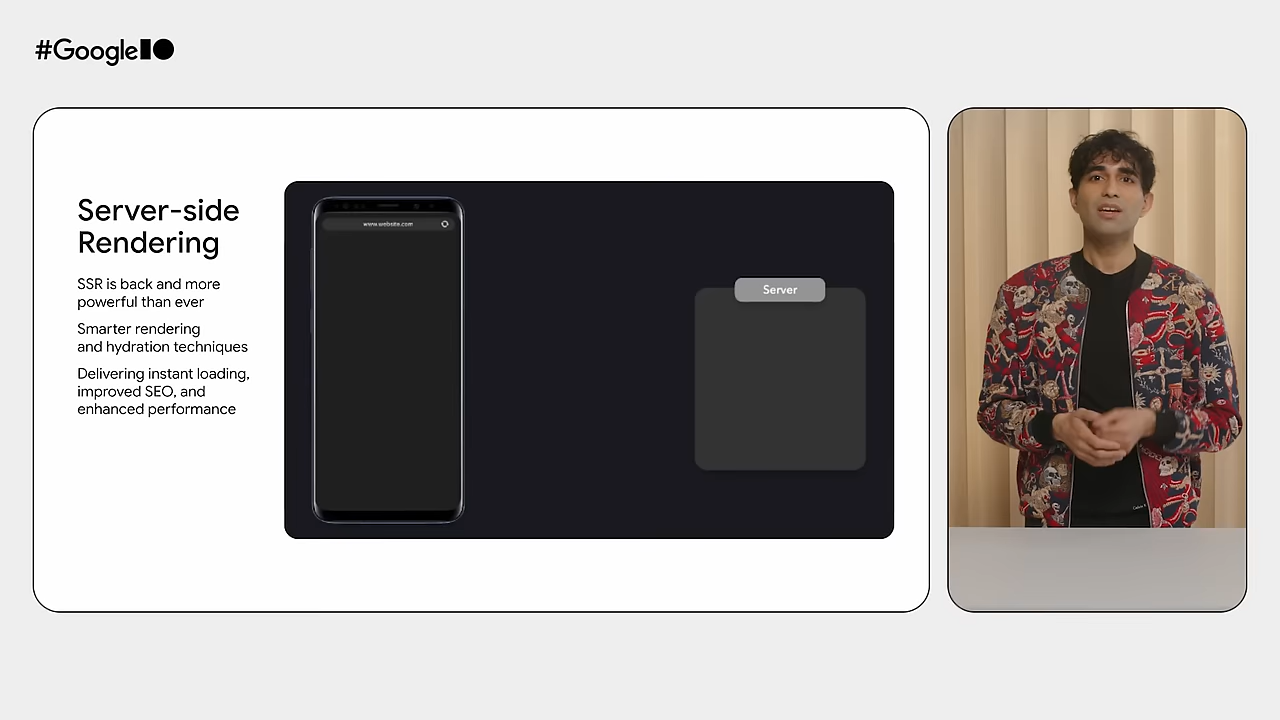 #GoogleIO
Server-side
Rendering
SSR is back and more
powerful than ever
Smarter rendering
and hydration techniques
Delivering instant loading,
improved SEO, and
enhanced performance
www.website.com
Server